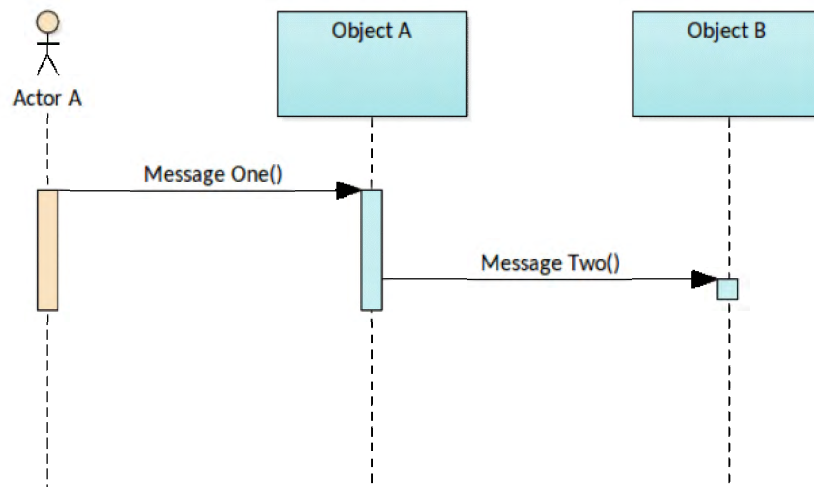 Object A
Object B
Actor A
Message One()
Message Two()